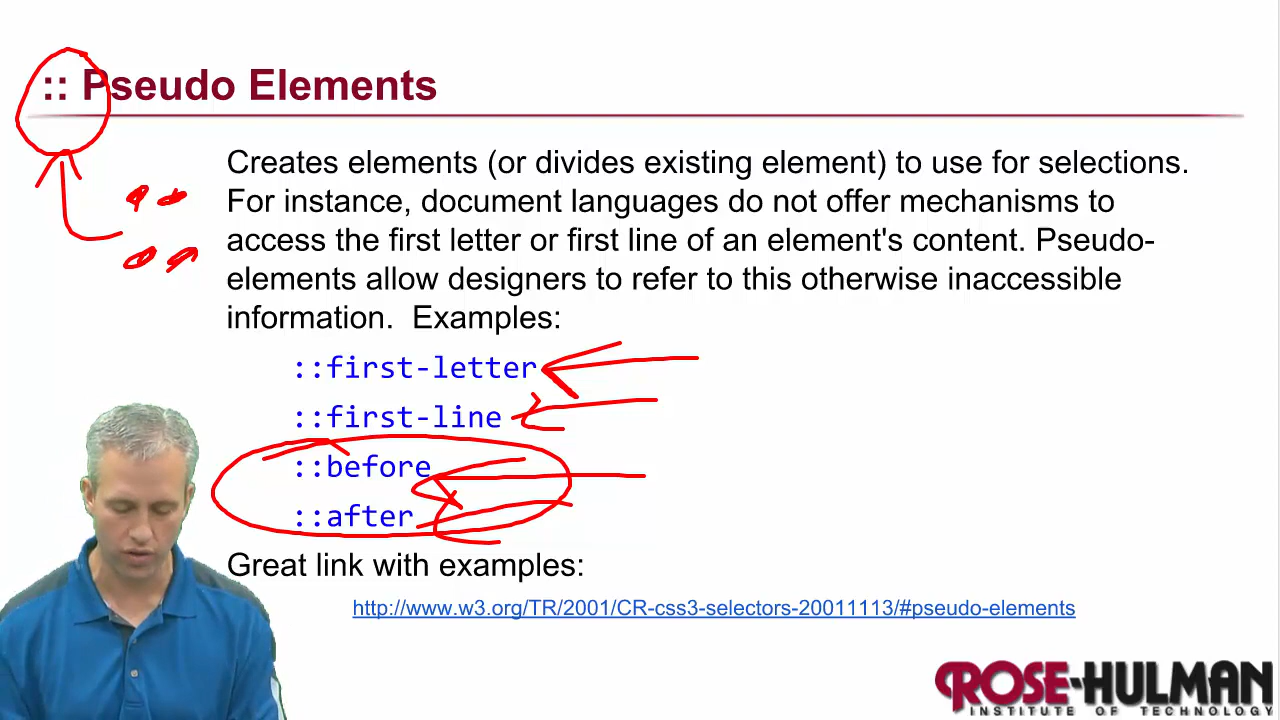 :: Pseudo Elements
Creates elements (or divides existing element) to use for selections.
For instance, document languages do not offer mechanisms to
access the first letter or first line of an element's content. Pseudo-
elements allow designers to refer to this otherwise inaccessible
information.  Examples:
::first-letter
::first-line
::before
::after
Great link with examples:
http://www.w3.org/TR/2001/CR-css3-selectors-20011113/#pseudo-elements
ROSE-HULMAN
INSTITUTE OF TECHNOLOGY